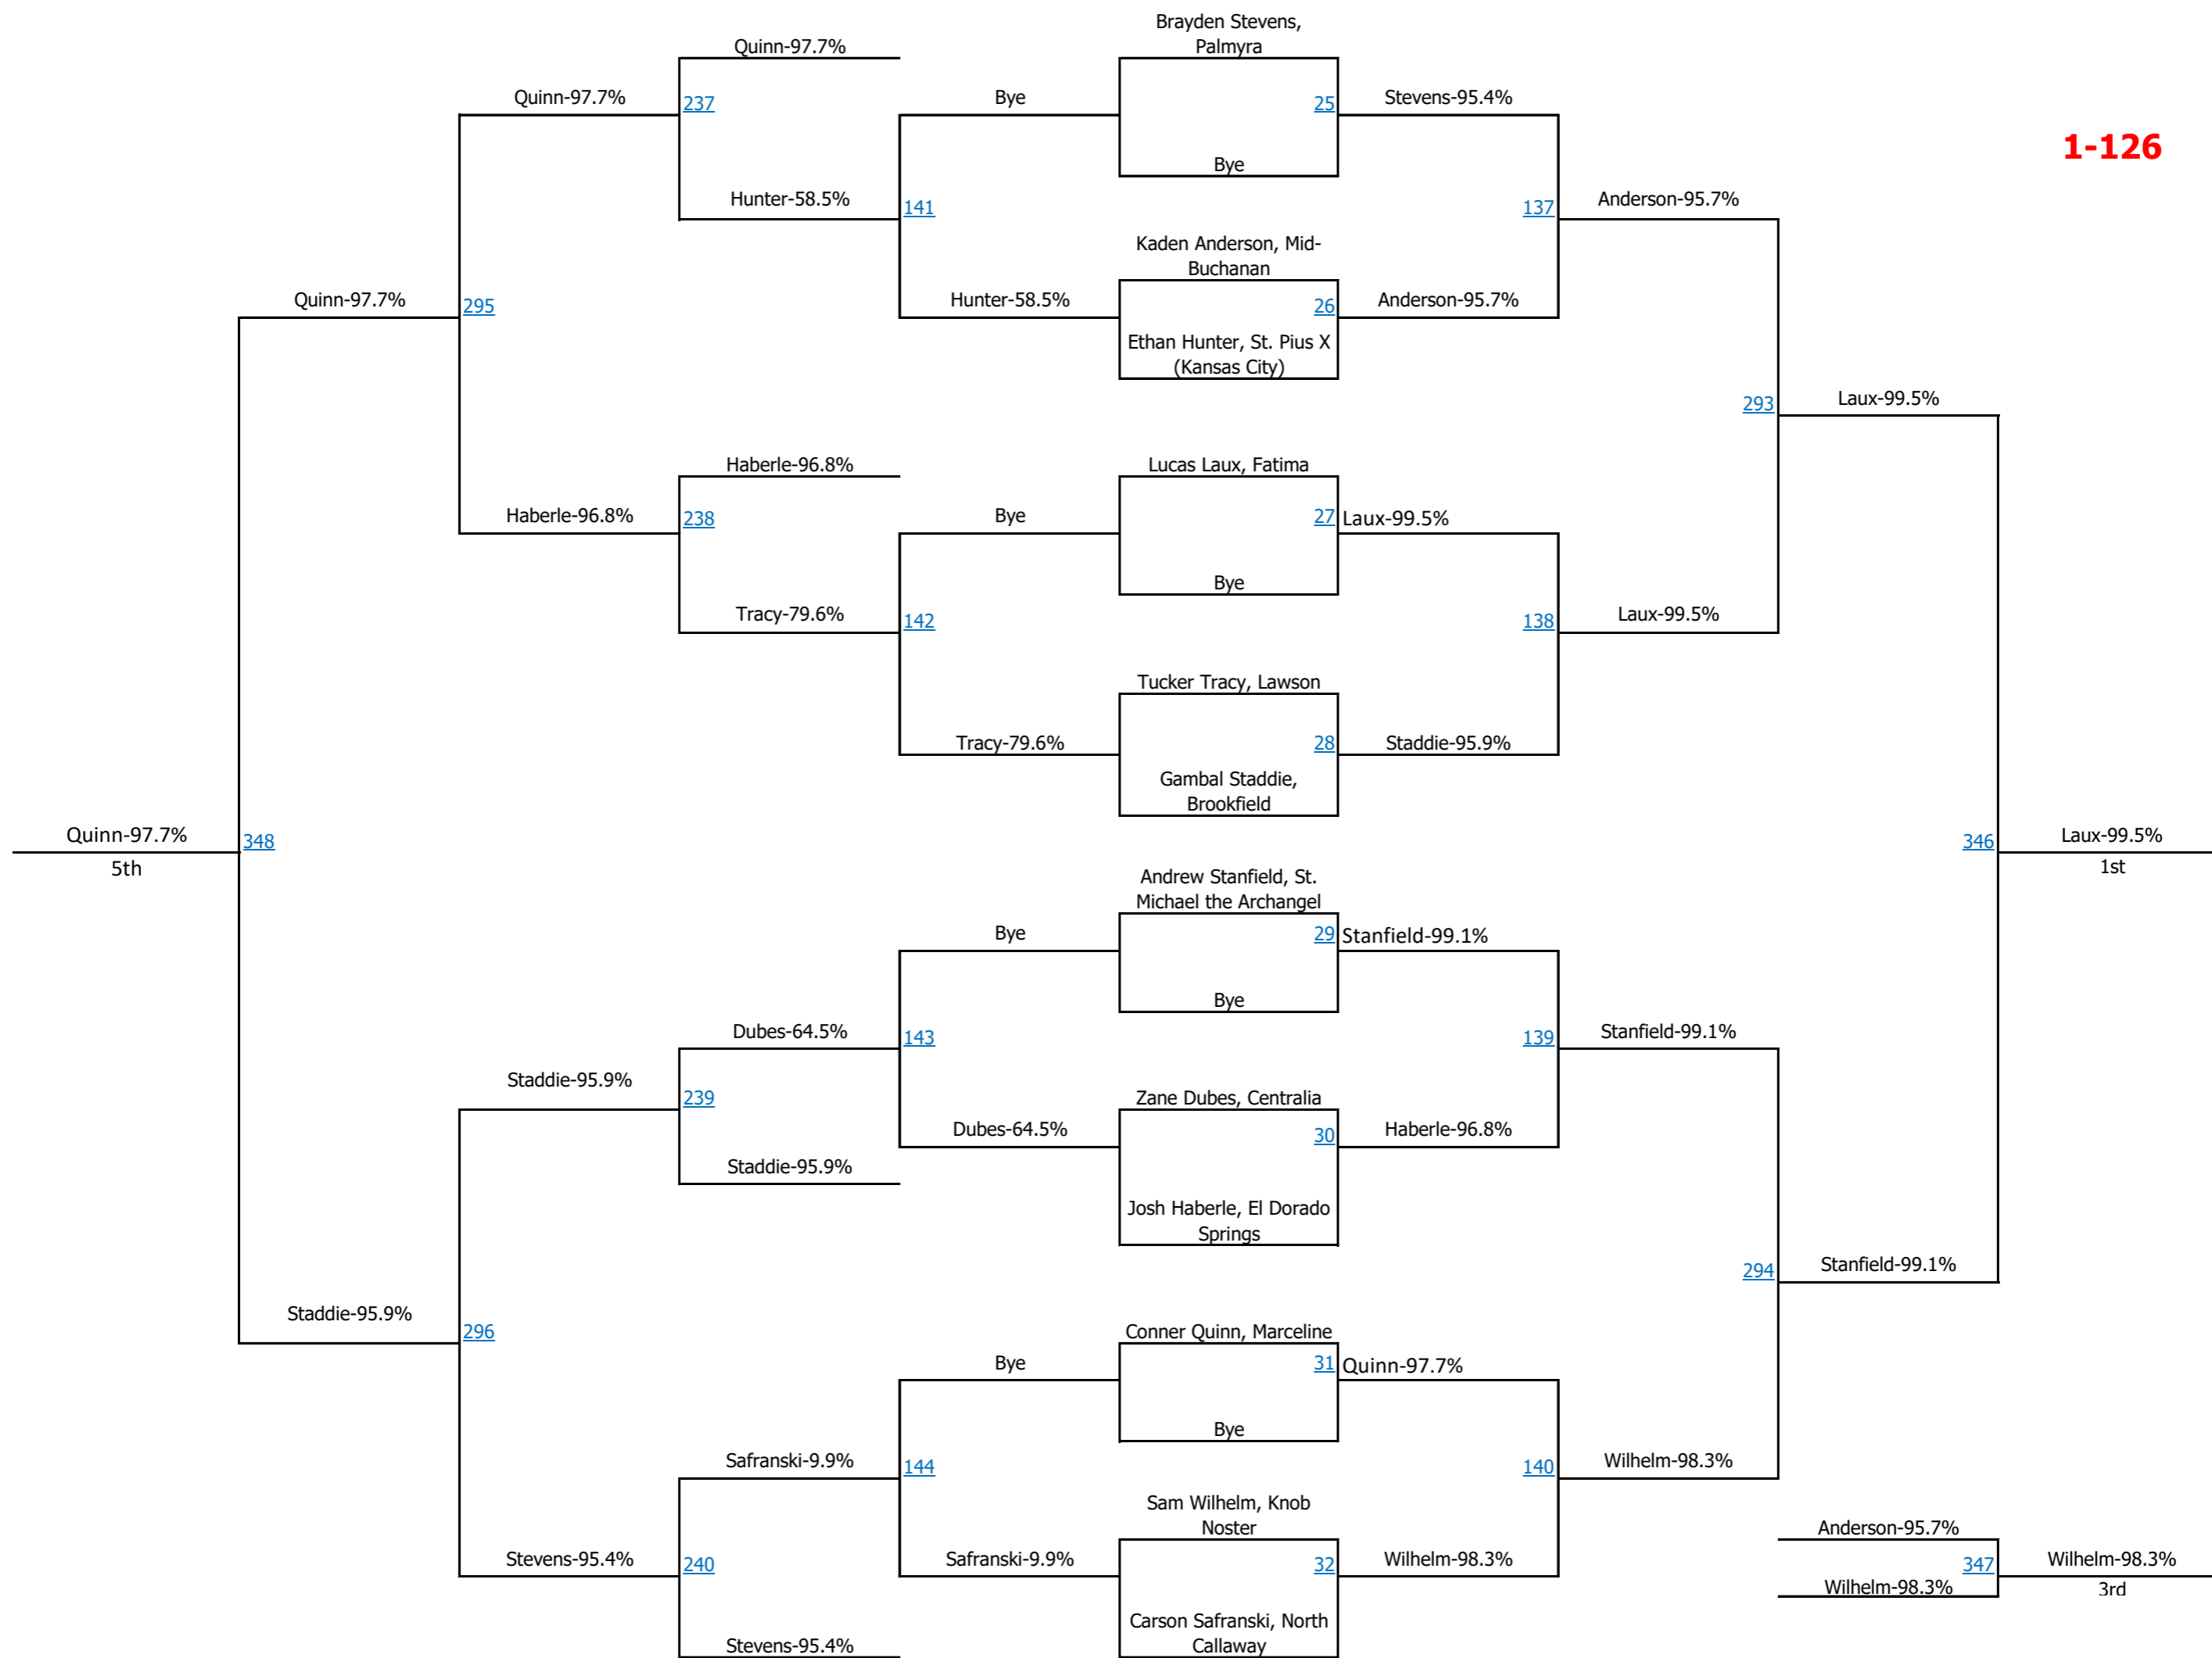 Brayden Stevens,
Palmyra
Quinn-97.7%
Quinn-97.7%
237
Bye
25
Stevens-95.4%
1-126
Bye
Hunter-58.5%
141
137
Anderson-95.7%
Kaden Anderson, Mid-
Buchanan
Quinn-97.7%
295
Hunter-58.5%
26
Anderson-95.7%
Ethan Hunter, St. Pius X
(Kansas City)
293
Laux-99.5%
Haberle-96.8%
Lucas Laux, Fatima
Haberle-96.8%
238
Bye
27
Laux-99.5%
Bye
Tracy-79.6%
142
138
Laux-99.5%
Tucker Tracy, Lawson
Tracy-79.6%
28
Staddie-95.9%
Gambal Staddie,
Brookfield
Quinn-97.7%
348
346
Laux-99.5%
5th
1st
Andrew Stanfield, St.
Michael the Archangel
Bye
29
Stanfield-99.1%
Bye
Dubes-64.5%
143
139
Stanfield-99.1%
Staddie-95.9%
239
Zane Dubes, Centralia
Dubes-64.5%
30
Haberle-96.8%
Staddie-95.9%
Josh Haberle, El Dorado
Springs
294
Stanfield-99.1%
Staddie-95.9%
296
Conner Quinn, Marceline
Bye
31
Quinn-97.7%
Bye
Safranski-9.9%
144
140
Wilhelm-98.3%
Sam Wilhelm, Knob
Noster
Anderson-95.7%
Stevens-95.4%
240
Safranski-9.9%
32
Wilhelm-98.3%
347
Wilhelm-98.3%
Wilhelm-98.3%
3rd
Carson Safranski, North
Callaway
Stevens-95.4%